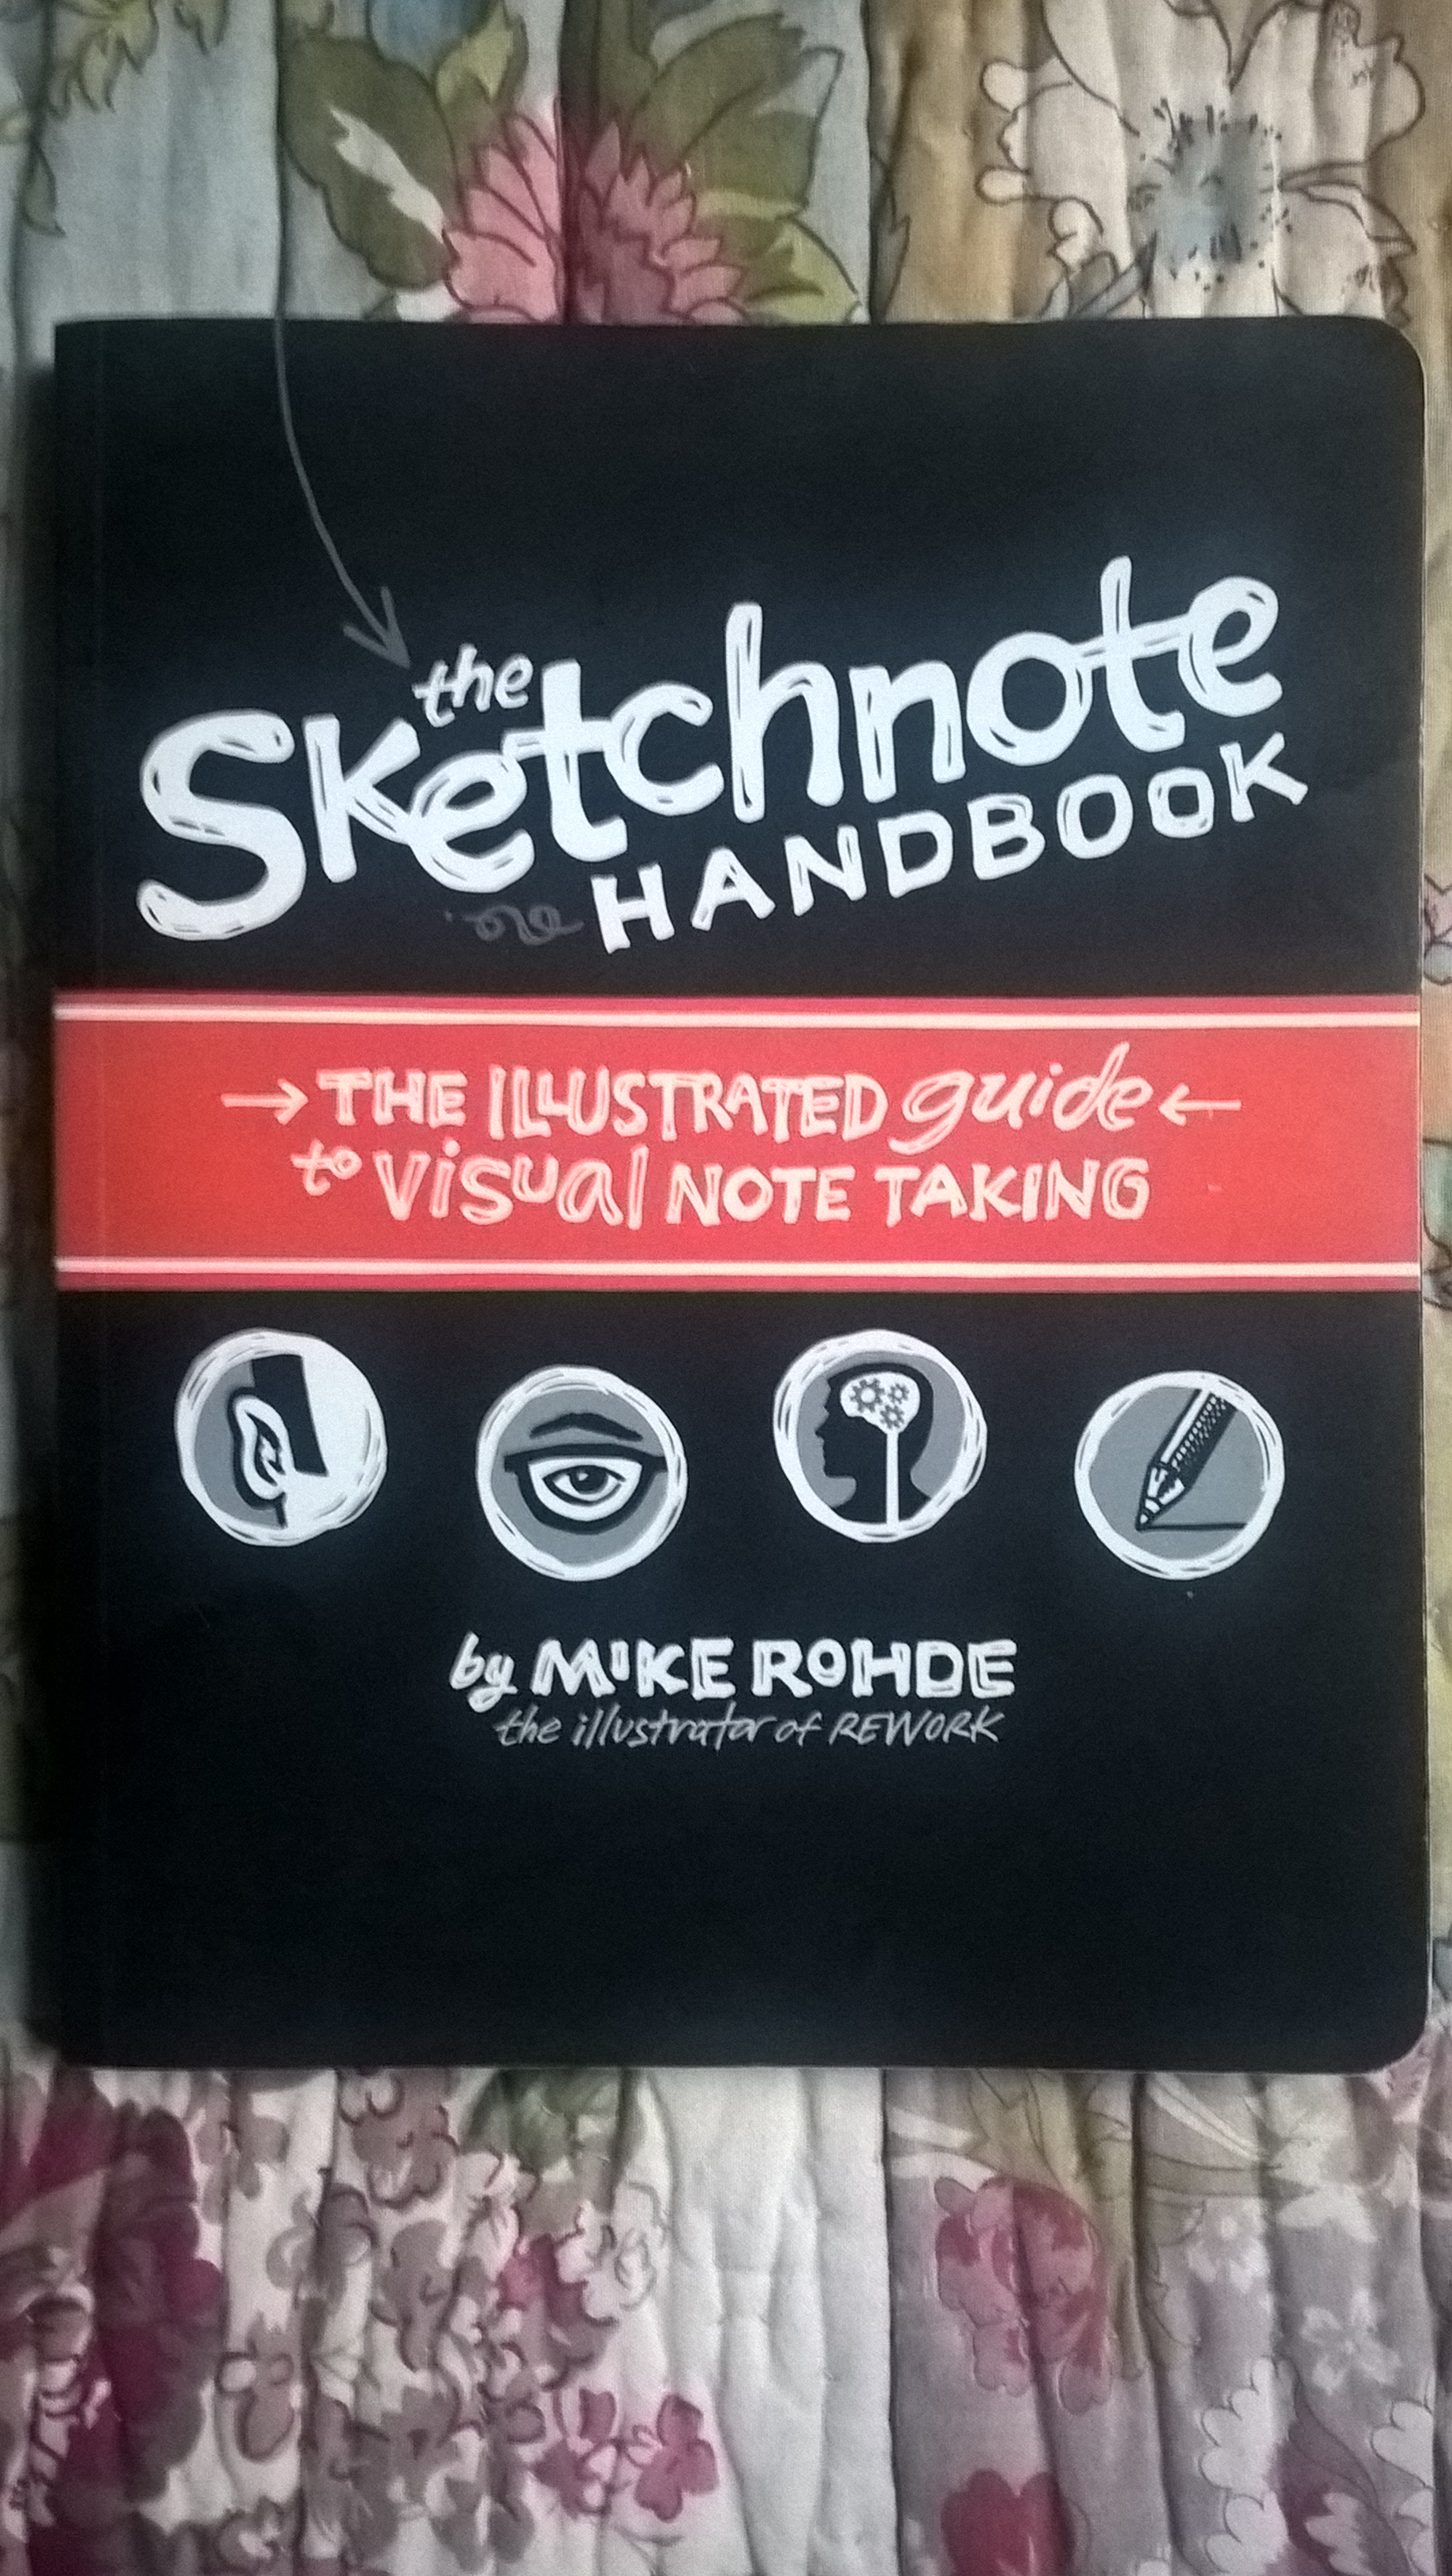 the
Sketchnote
HANDBOOK
→THE ILLUSTRATED guide←
to visual NOTE TAKING
by MIKE ROHDE
the illustrator of REWORK